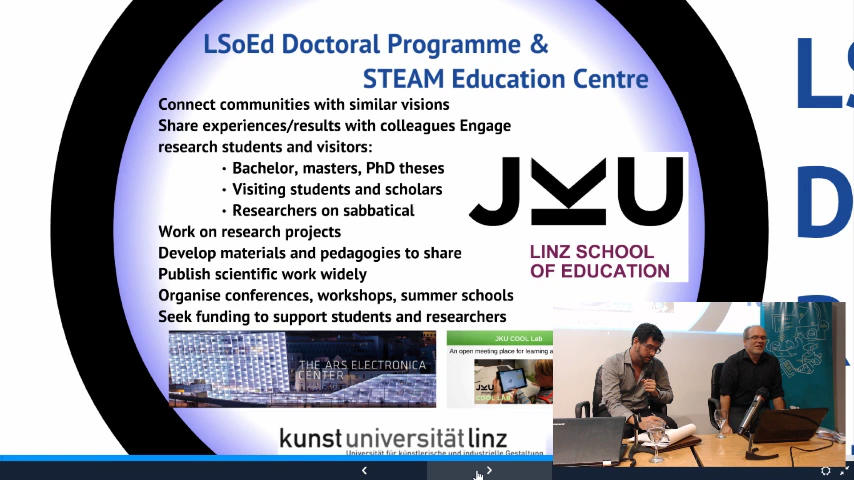 LSoEd Doctoral Programme &
STEAM Education Centre
Connect communities with similar visions
Share experiences/results with colleagues Engage
research students and visitors:
• Bachelor, masters, PhD theses
• Visiting students and scholars
• Researchers on sabbatical
Work on research projects
Develop materials and pedagogies to share
Publish scientific work widely
Organise conferences, workshops, summer schools
Seek funding to support students and researchers
JKU
LINZ SCHOOL
OF EDUCATION
THE ARS ELECTRONICA
CENTER
JKU COOL Lab
An open meeting place for learning a
JKU
COOL LAB
kunstuniversitätlinz
Universität für künstlerische und industrielle Gestaltung
LS
D